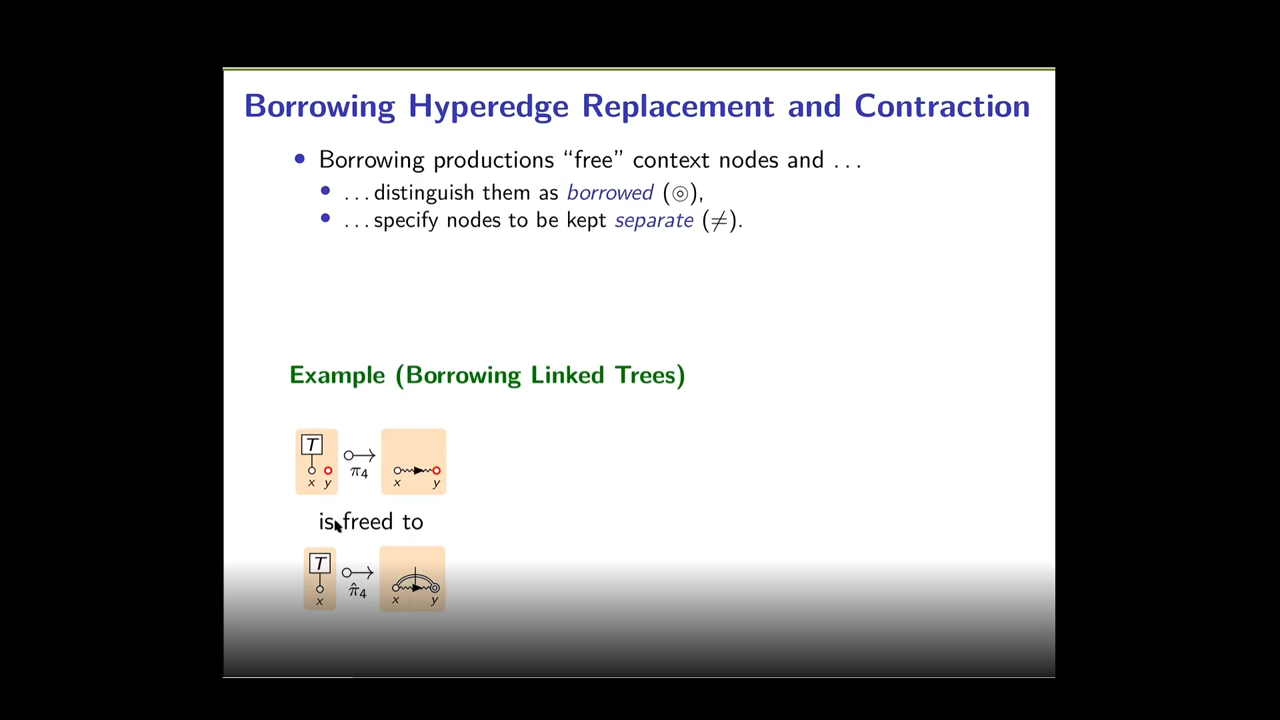 Borrowing Hyperedge Replacement and Contraction
• Borrowing productions “free” context nodes and . . .
• . . . distinguish them as borrowed (⊚),
• . . . specify nodes to be kept separate (≠).
Example (Borrowing Linked Trees)
T
π4
x y
x y
is freed to
T
π̂4
x
x y